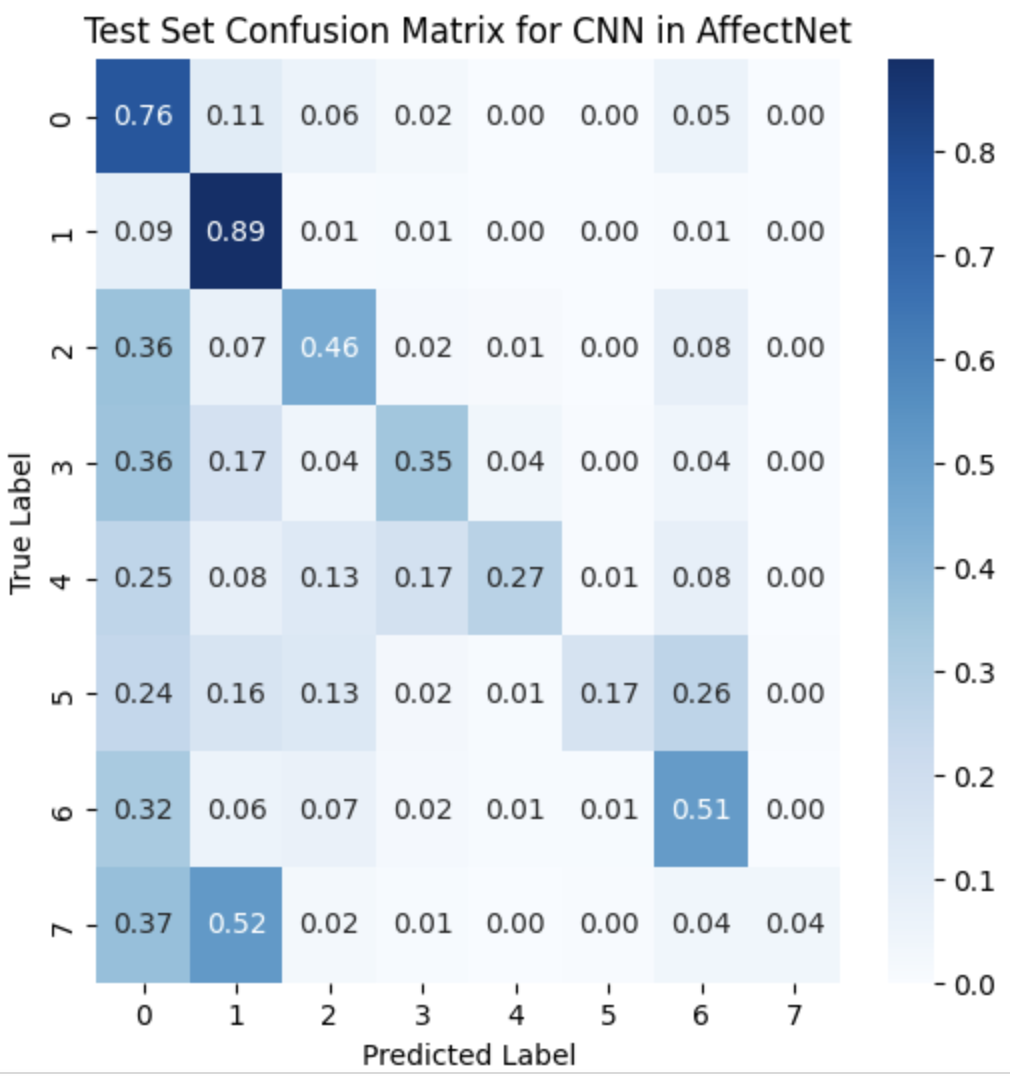 Test Set Confusion Matrix for CNN in AffectNet
0 0.76 0.11 0.06 0.02 0.00 0.00 0.05 0.00
1 0.09 0.89 0.01 0.01 0.00 0.00 0.01 0.00
2 0.36 0.07 0.46 0.02 0.01 0.00 0.08 0.00
3 0.36 0.17 0.04 0.35 0.04 0.00 0.04 0.00
4 0.25 0.08 0.13 0.17 0.27 0.01 0.08 0.00
5 0.24 0.16 0.13 0.02 0.01 0.17 0.26 0.00
6 0.32 0.06 0.07 0.02 0.01 0.01 0.51 0.00
7 0.37 0.52 0.02 0.01 0.00 0.00 0.04 0.04
0 1 2 3 4 5 6 7
Predicted Label
True Label
0.8
0.7
0.6
0.5
0.4
0.3
0.2
0.1
0.0